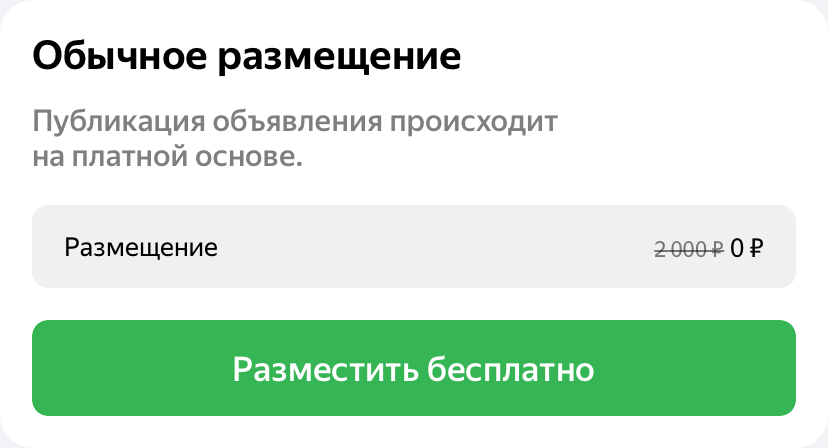 Обычное размещение
Публикация объявления происходит
на платной основе.
Размещение 2 000 ₽ 0 ₽
Разместить бесплатно